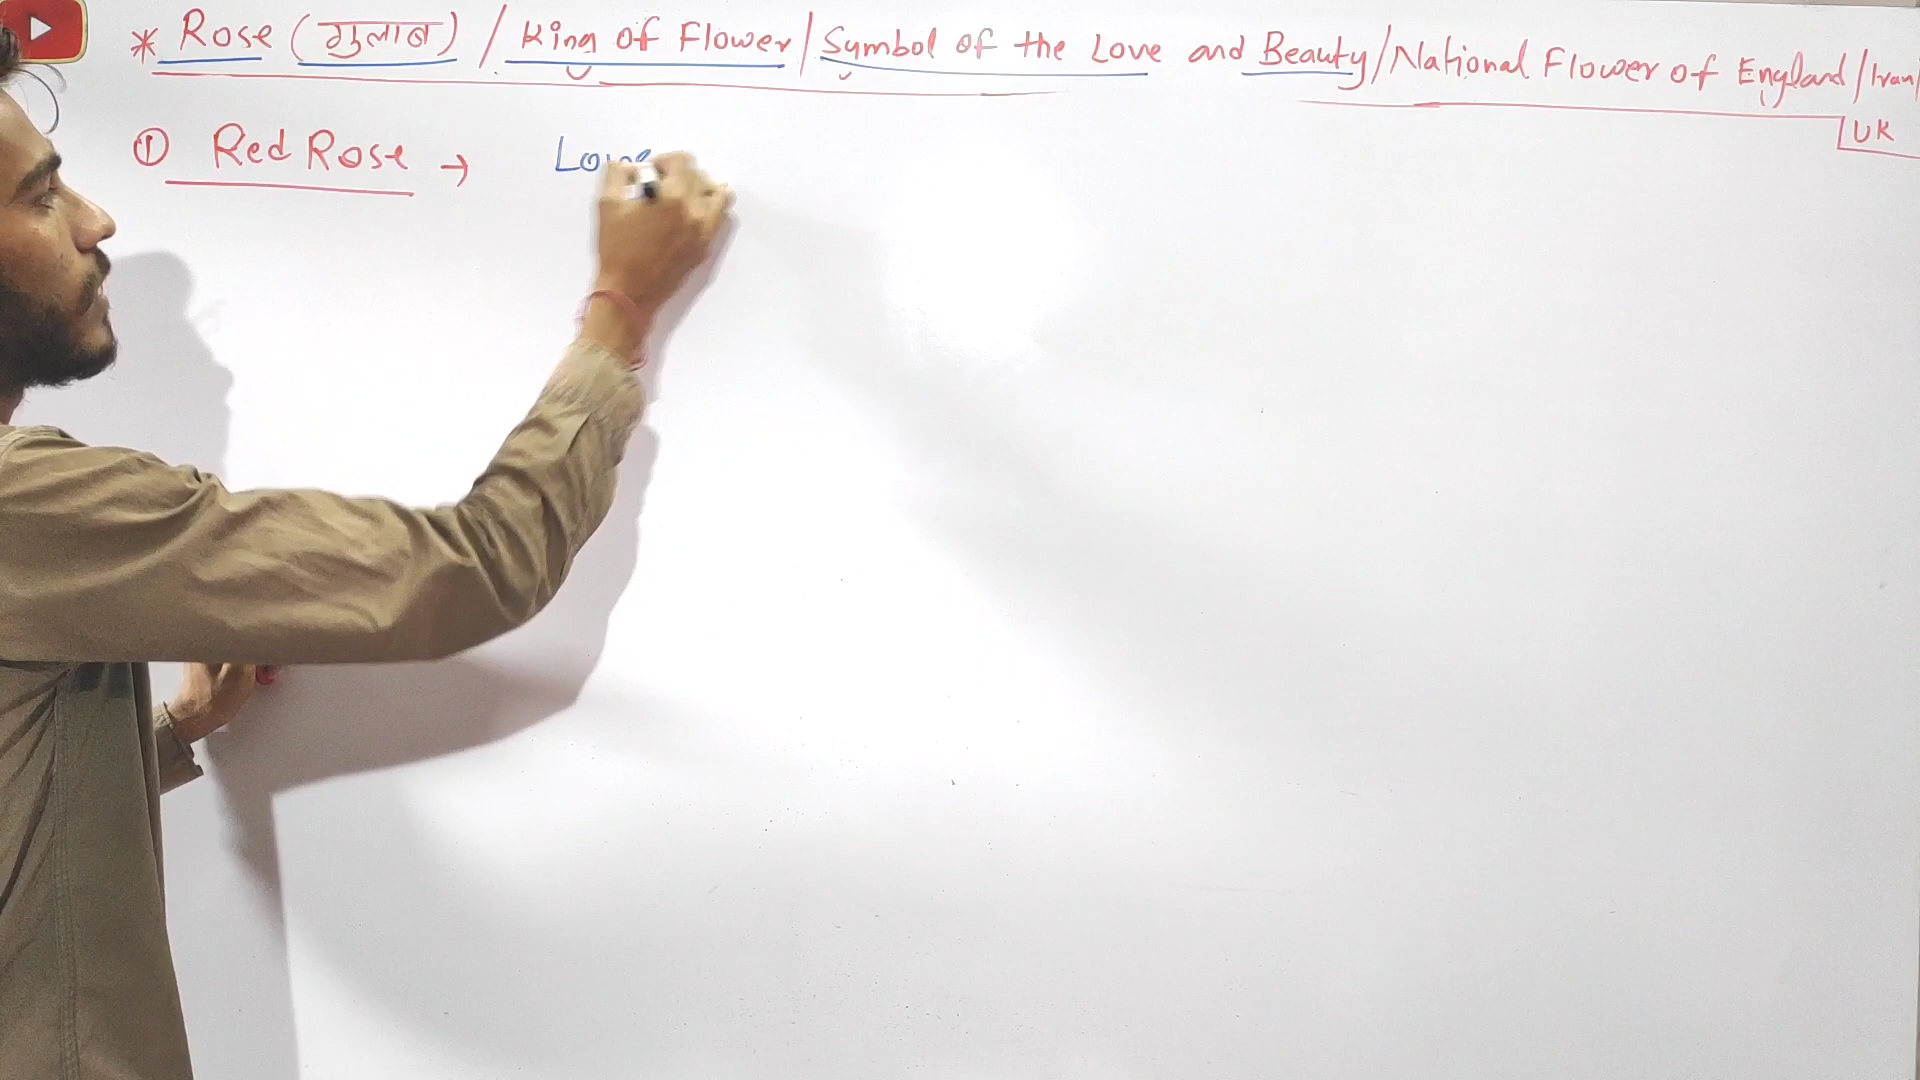 * Rose (गुलाब) / King of Flower / Symbol of the Love and Beauty / National Flower of England / Iran /
UK
① Red Rose → Love